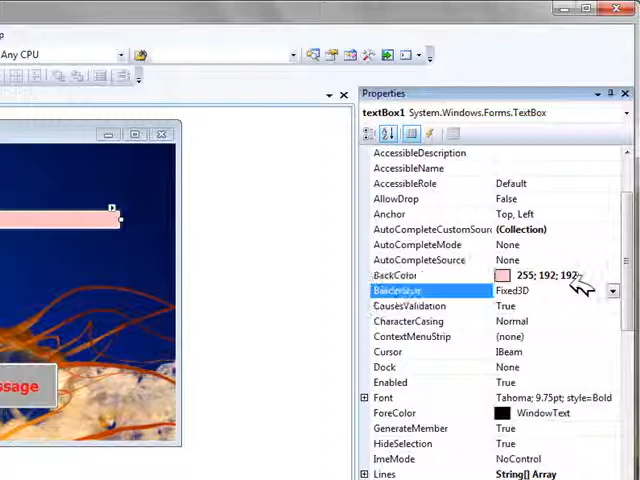 p
Any CPU
Properties
textBox1 System.Windows.Forms.TextBox
AccessibleDescription
AccessibleName
AccessibleRole Default
AllowDrop False
Anchor Top, Left
AutoCompleteCustomSourc (Collection)
AutoCompleteMode None
AutoCompleteSource None
BackColor 255; 192; 192
BorderStyle Fixed3D
CausesValidation True
CharacterCasing Normal
ContextMenuStrip (none)
Cursor IBeam
Dock None
Enabled True
ssage
Font Tahoma; 9.75pt; style=Bold
ForeColor WindowText
GenerateMember True
HideSelection True
ImeMode NoControl
Lines String[] Array